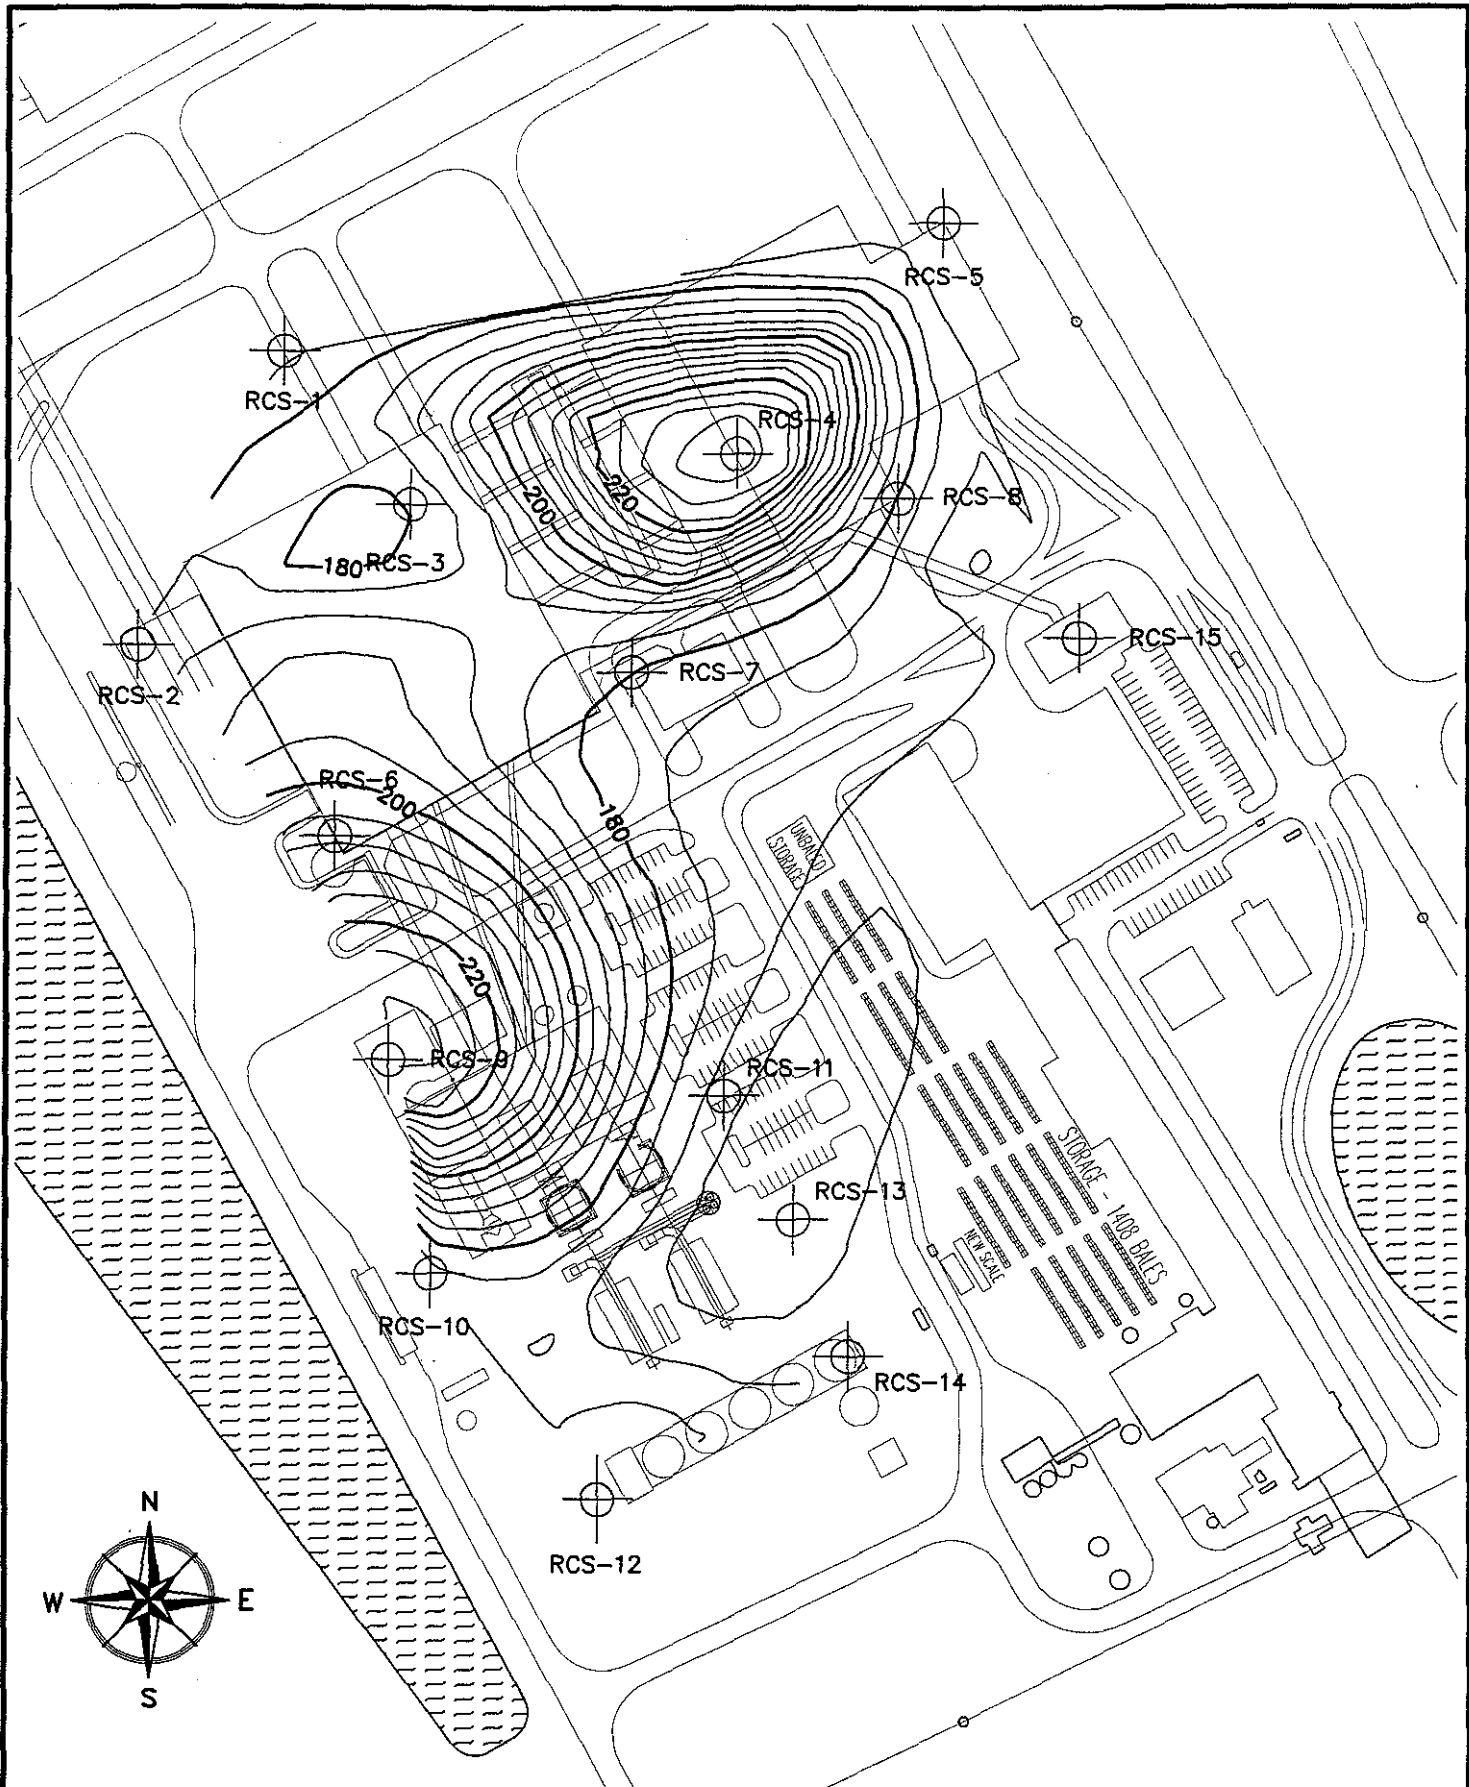 RCS-5
RCS-1
RCS-4
200
220
RCS-8
180
RCS-3
RCS-15
RCS-2
RCS-7
RCS-6
200
180
UNBALED
STORAGE
220
RCS-9
RCS-11
RCS-13
STORAGE - 1408 BALES
NEW SCALE
RCS-10
RCS-14
RCS-12
N
W
E
S